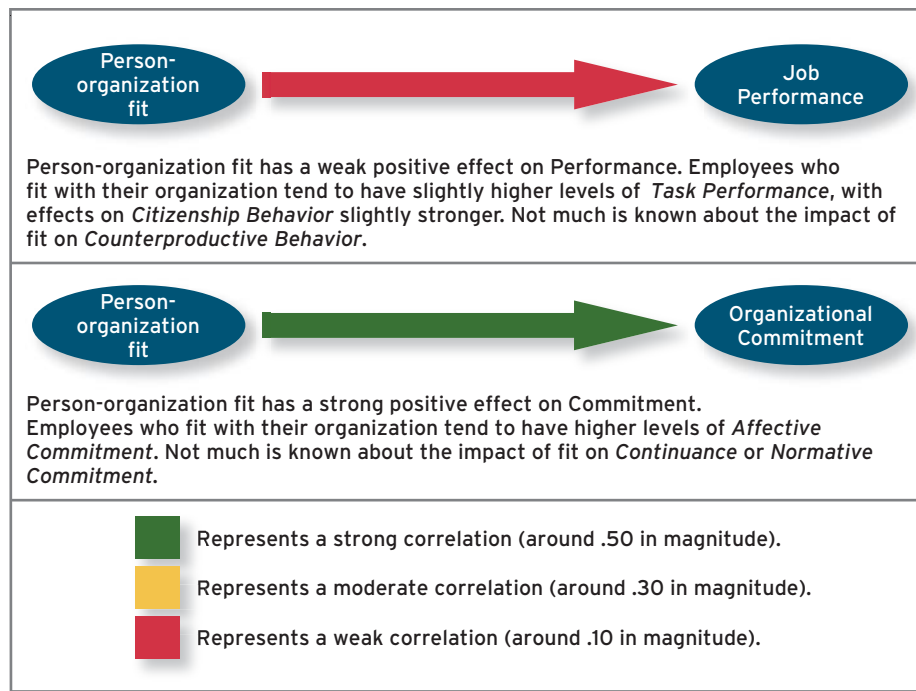 Person-
organization
fit
Job
Performance
Person-organization fit has a weak positive effect on Performance. Employees who
fit with their organization tend to have slightly higher levels of Task Performance, with
effects on Citizenship Behavior slightly stronger. Not much is known about the impact of
fit on Counterproductive Behavior.
Person-
organization
fit
Organizational
Commitment
Person-organization fit has a strong positive effect on Commitment.
Employees who fit with their organization tend to have higher levels of Affective
Commitment. Not much is known about the impact of fit on Continuance or Normative
Commitment.
Represents a strong correlation (around .50 in magnitude).
Represents a moderate correlation (around .30 in magnitude).
Represents a weak correlation (around .10 in magnitude).